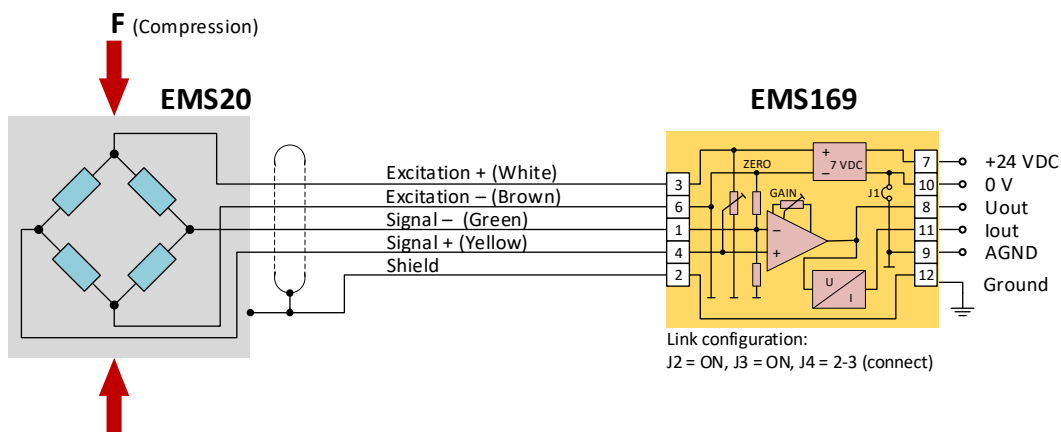 F (Compression)
EMS20
EMS169
Excitation + (White)
Excitation – (Brown)
Signal – (Green)
Signal + (Yellow)
Shield
3
6
1
4
2
ZERO
GAIN
+
–
7 VDC
J1
–
+
U
I
7
10
8
11
9
12
+24 VDC
0 V
Uout
Iout
AGND
Ground
Link configuration:
J2 = ON, J3 = ON, J4 = 2-3 (connect)